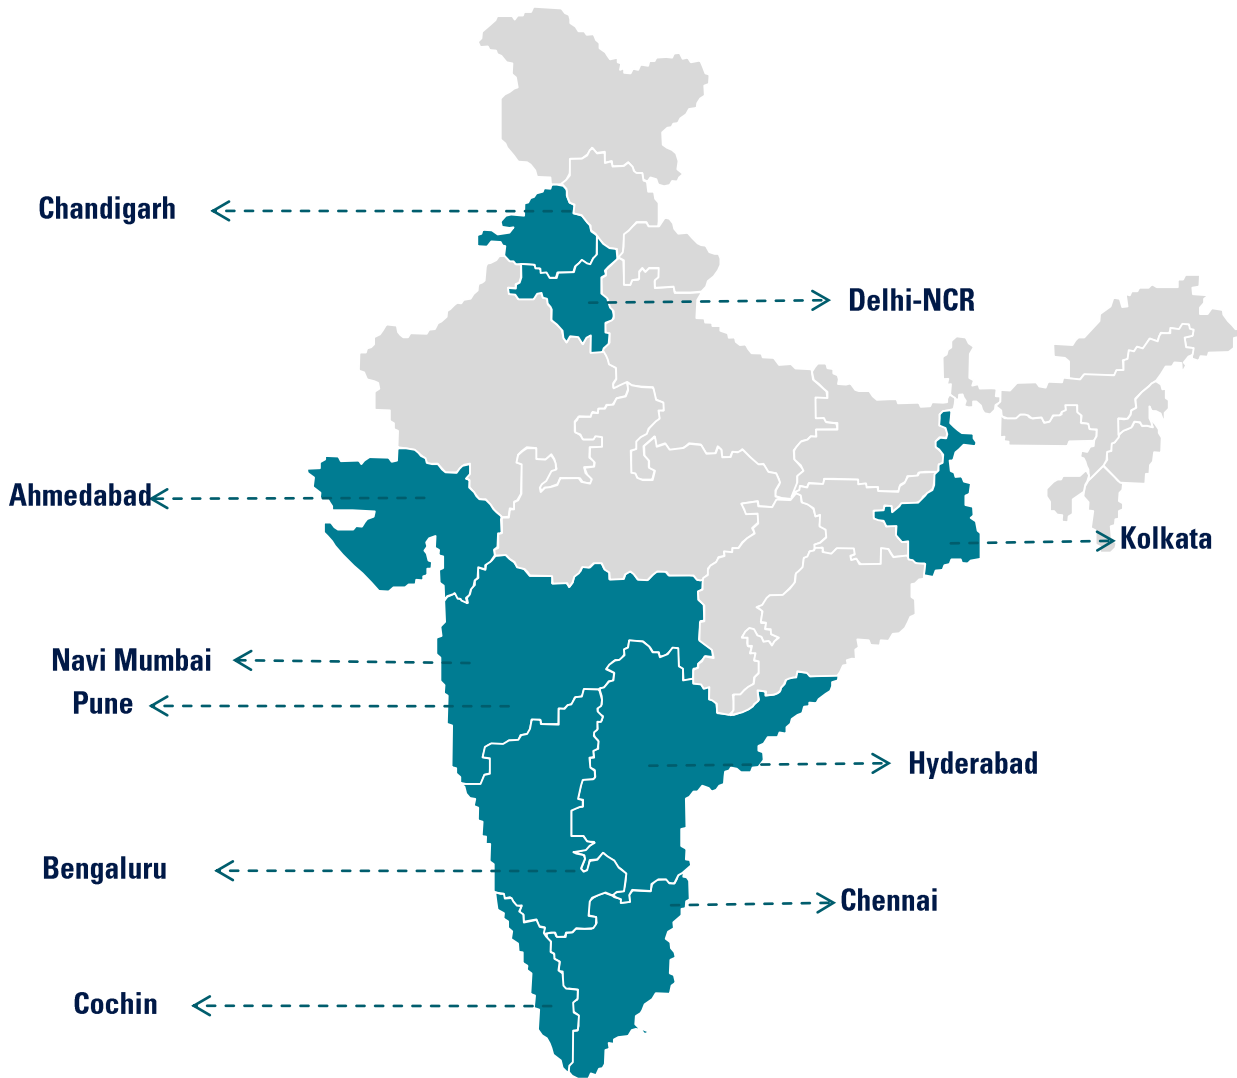 Chandigarh
Delhi-NCR
Ahmedabad
Kolkata
Navi Mumbai
Pune
Hyderabad
Bengaluru
Chennai
Cochin